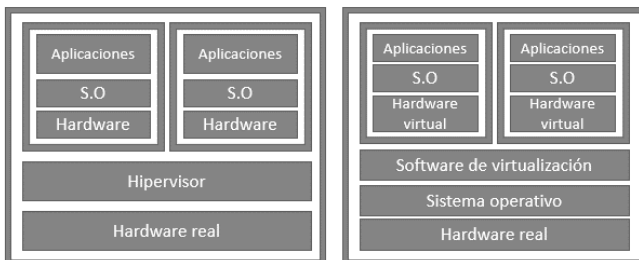 Aplicaciones
S.O
Hardware
Aplicaciones
S.O
Hardware
Hipervisor
Hardware real
Aplicaciones
S.O
Hardware
virtual
Aplicaciones
S.O
Hardware
virtual
Software de virtualización
Sistema operativo
Hardware real